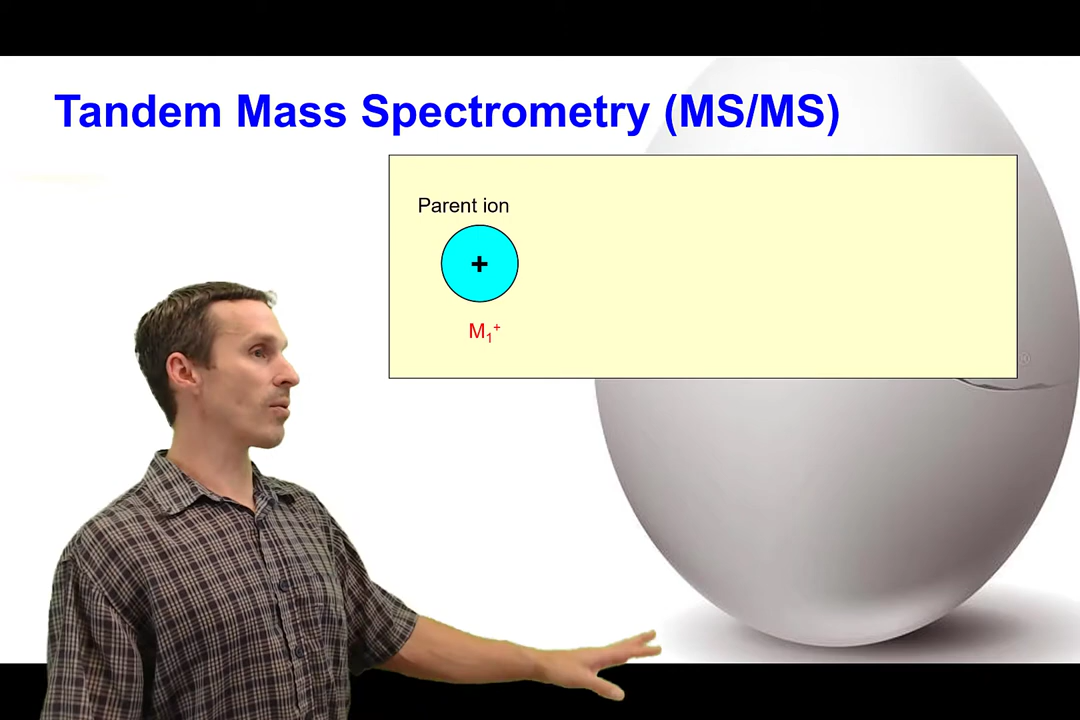 Tandem Mass Spectrometry (MS/MS)
Parent ion
+
M₁⁺
®